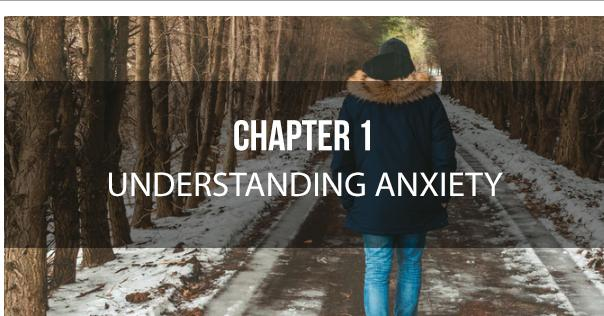 CHAPTER 1
UNDERSTANDING ANXIETY